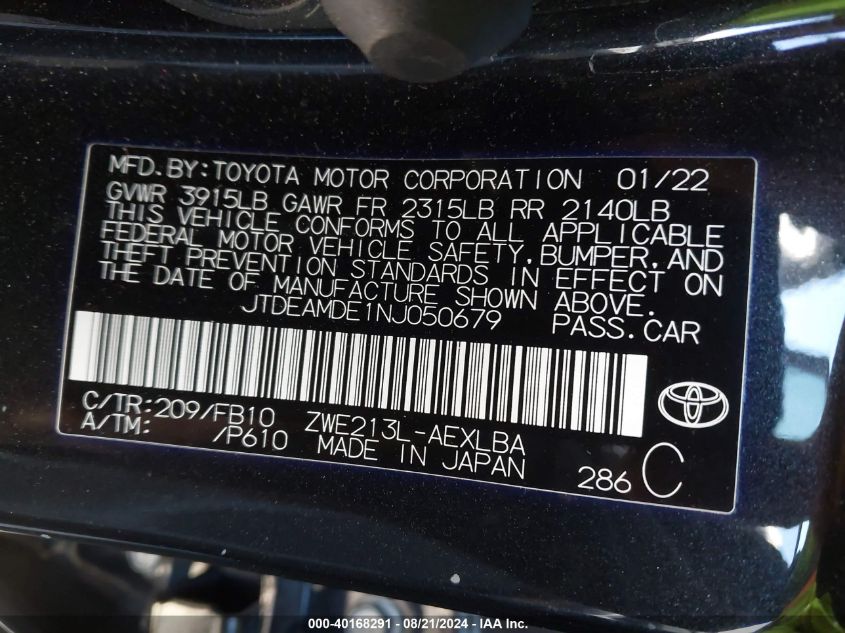 MFD.BY:TOYOTA MOTOR CORPORATION 01/22
GVWR 3915LB GAWR FR 2315LB RR 2140LB
THIS VEHICLE CONFORMS TO ALL APPLICABLE
FEDERAL MOTOR VEHICLE SAFETY,BUMPER,AND
THEFT PREVENTION STANDARDS IN EFFECT ON
THE DATE OF MANUFACTURE SHOWN ABOVE.
JTDEAMDE1NJ050679 PASS.CAR
C/TR:209/FB10 ZWE213L-AEXLBA
A/TM: /P610 MADE IN JAPAN
286 C
000-40168291 - 08/21/2024 - IAA Inc.